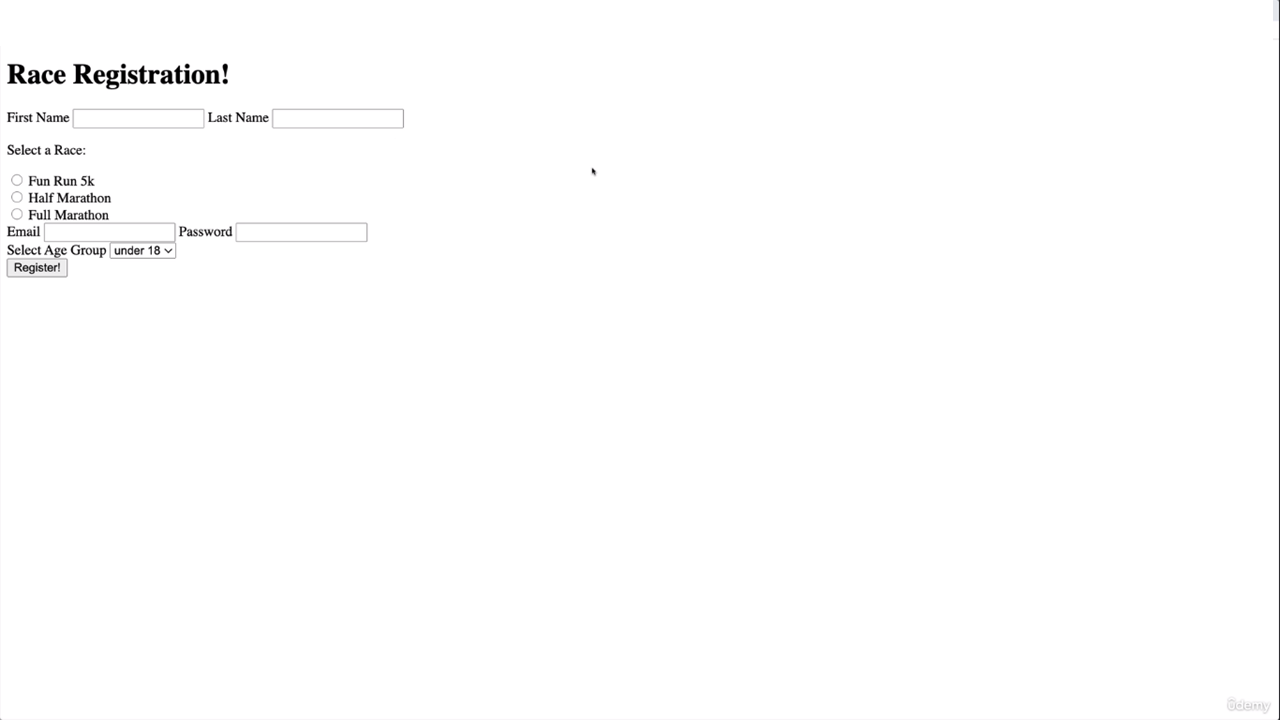 Race Registration!
First Name Last Name
Select a Race:
Fun Run 5k
Half Marathon
Full Marathon
Email Password
Select Age Group under 18
Register!
ûdemy